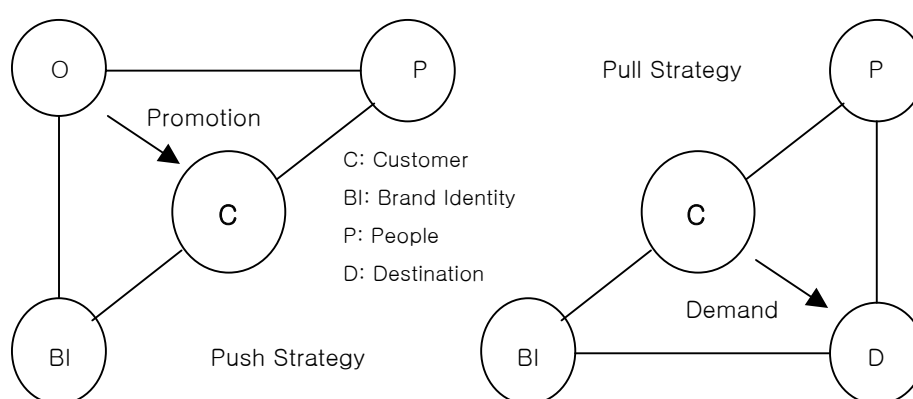 O
P
Promotion
C
C: Customer
BI: Brand Identity
P: People
D: Destination
BI
Push Strategy
Pull Strategy
P
C
Demand
BI
D